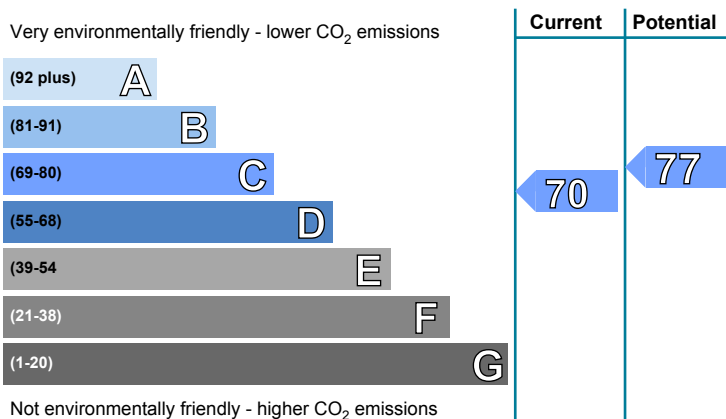 Very environmentally friendly - lower CO2 emissions
Current Potential
(92 plus) A
(81-91) B
(69-80) C
(55-68) D
(39-54 E
(21-38) F
(1-20) G
70
77
Not environmentally friendly - higher CO2 emissions